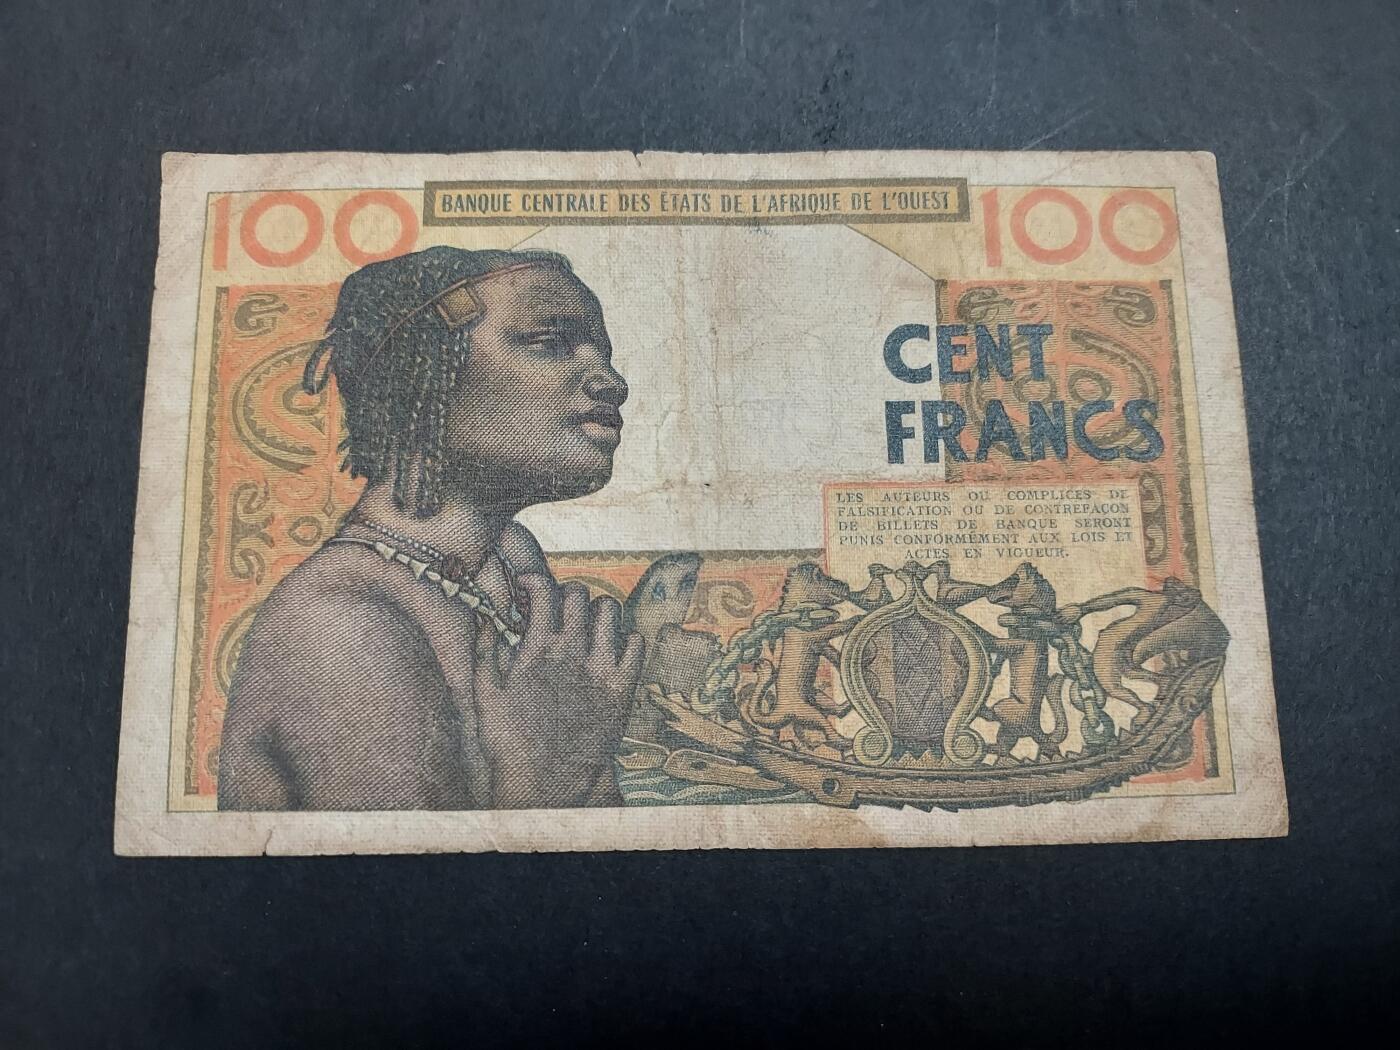 100 BANQUE CENTRALE DES ÉTATS DE L'AFRIQUE DE L'OUEST 100
CENT
FRANCS
LES AUTEURS OU COMPLICES DE
FALSIFICATION OU DE CONTREFAÇON
DE BILLETS DE BANQUE SERONT
PUNIS CONFORMÉMENT AUX LOIS ET
ACTES EN VIGUEUR.